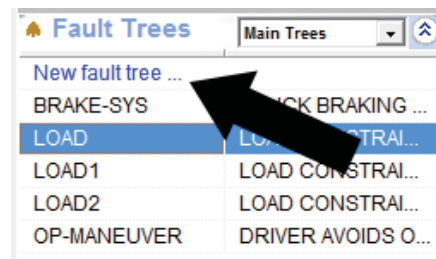 Fault Trees Main Trees
New fault tree ...
BRAKE-SYS BRAKING ...
LOAD
LOAD1 LOAD CONSTRAI...
LOAD2 LOAD CONSTRAI...
OP-MANEUVER DRIVER AVOIDS O...